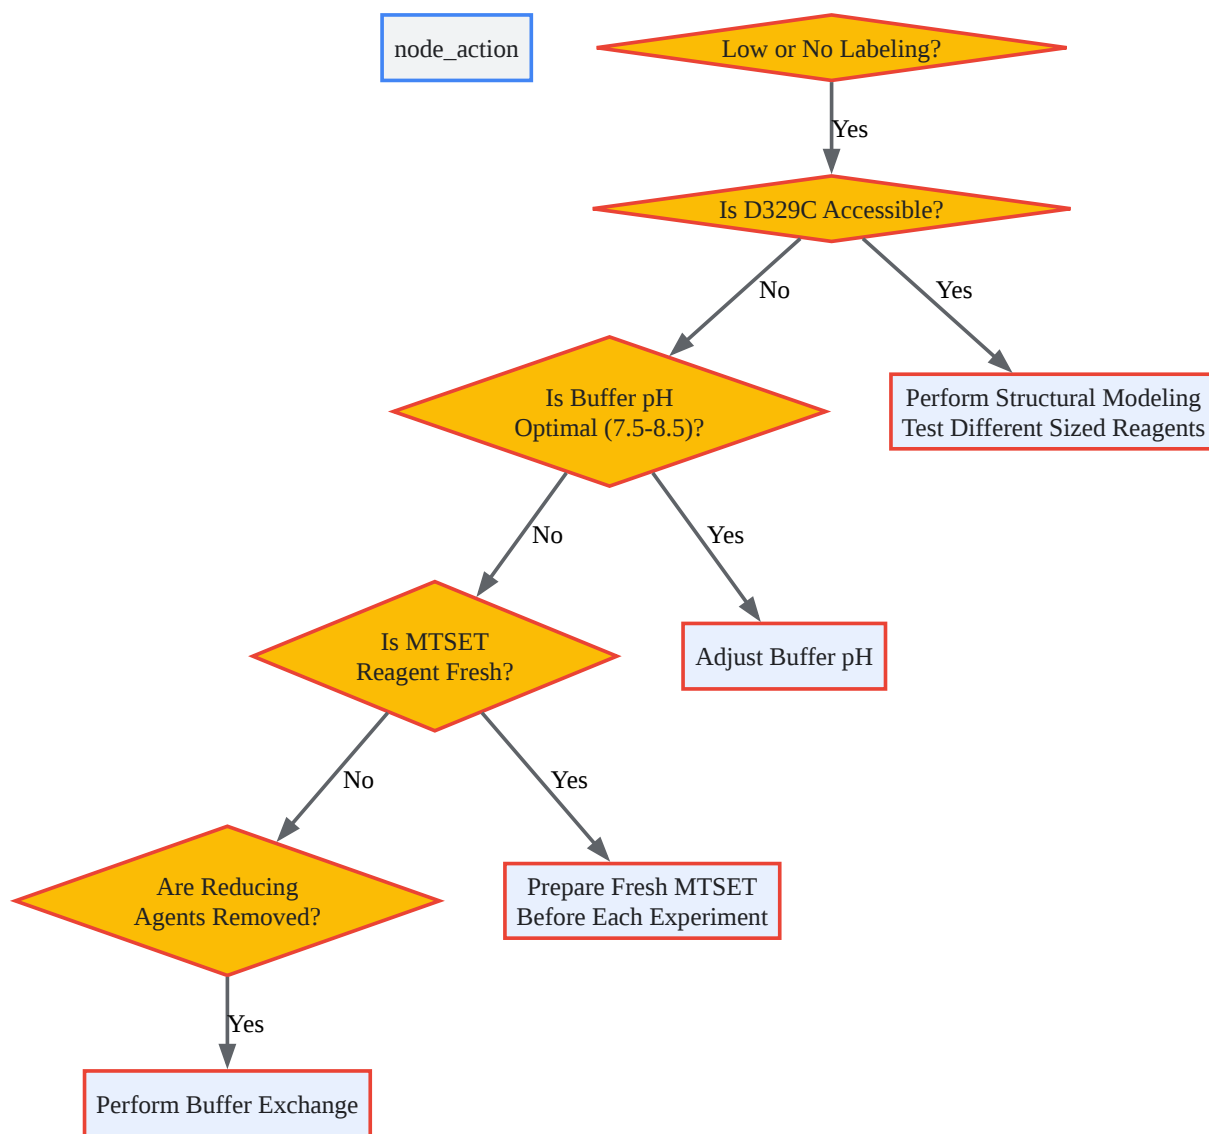 node_action
Low or No Labeling?
Yes
Is D329C Accessible?
No
Yes
Is Buffer pH
Optimal (7.5-8.5)?
Perform Structural Modeling
Test Different Sized Reagents
No
Yes
Is MTSET
Reagent Fresh?
Adjust Buffer pH
No
Yes
Are Reducing
Agents Removed?
Prepare Fresh MTSET
Before Each Experiment
Yes
Perform Buffer Exchange